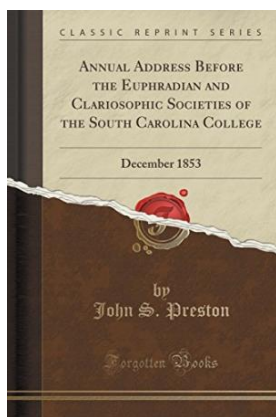 CLASSIC REPRINT SERIES
ANNUAL ADDRESS BEFORE
THE EUPHRADIAN AND
CLARIOSOPHIC SOCIETIES OF
THE SOUTH CAROLINA COLLEGE
December 1853
by
John S. Preston
Forgotten Books